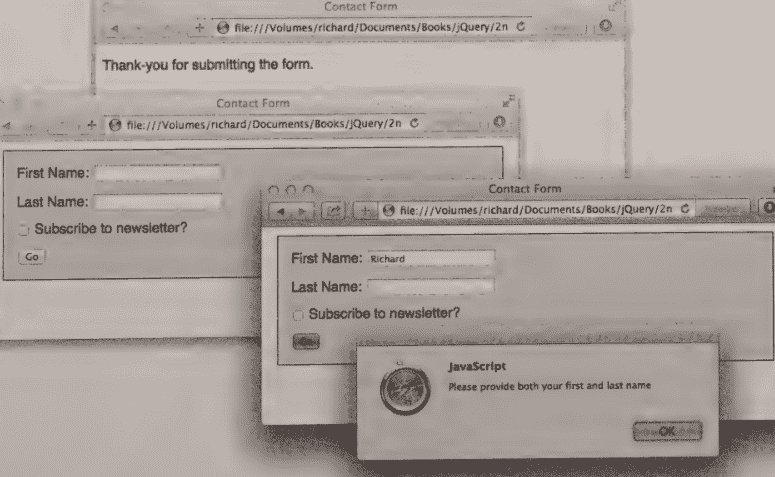 Contact Form
file:///Volumes/richard/Documents/Books/jQuery/2n
Thank-you for submitting the form.
Contact Form
file:///Volumes/richard/Documents/Books/jQuery/2n
First Name:
Last Name:
Subscribe to newsletter?
Go
Contact Form
file:///Volumes/richard/Documents/Books/jQuery/2n
First Name: Richard
Last Name:
Subscribe to newsletter?
JavaScript
Please provide both your first and last name
OK